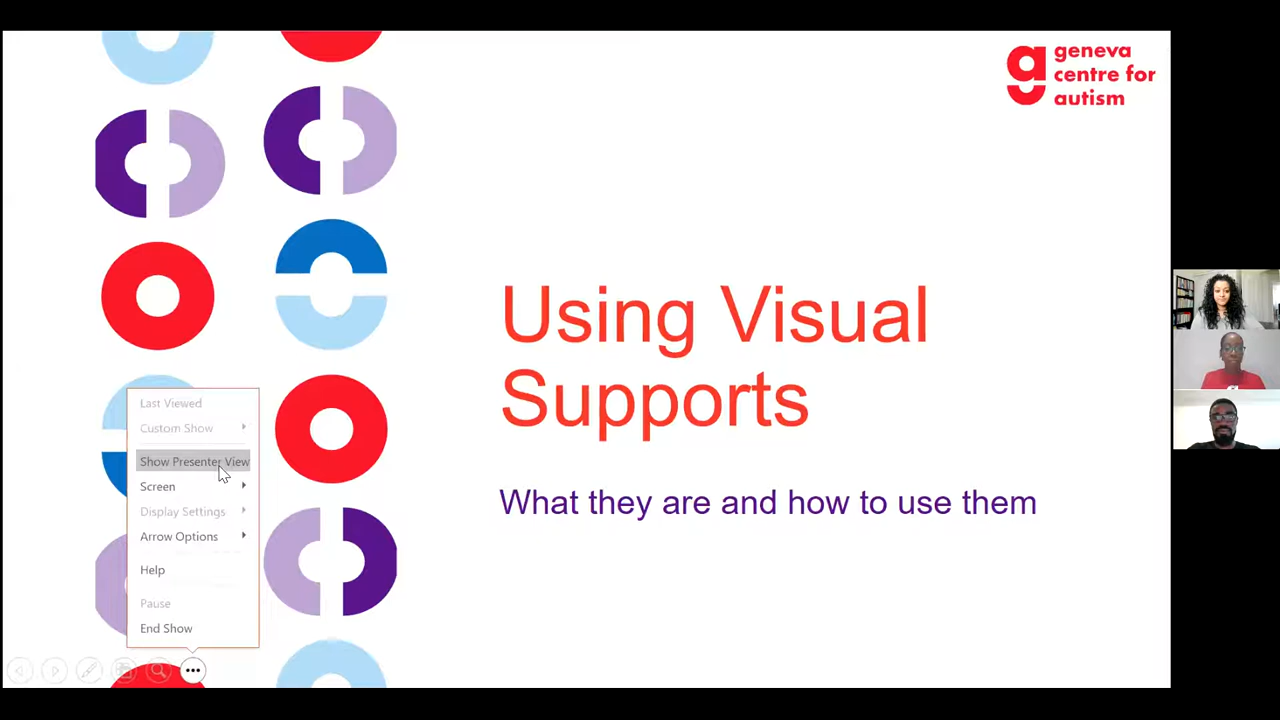 geneva
centre for
autism
Using Visual
Supports
What they are and how to use them
Last Viewed
Custom Show
Show Presenter View
Screen
Display Settings
Arrow Options
Help
Pause
End Show